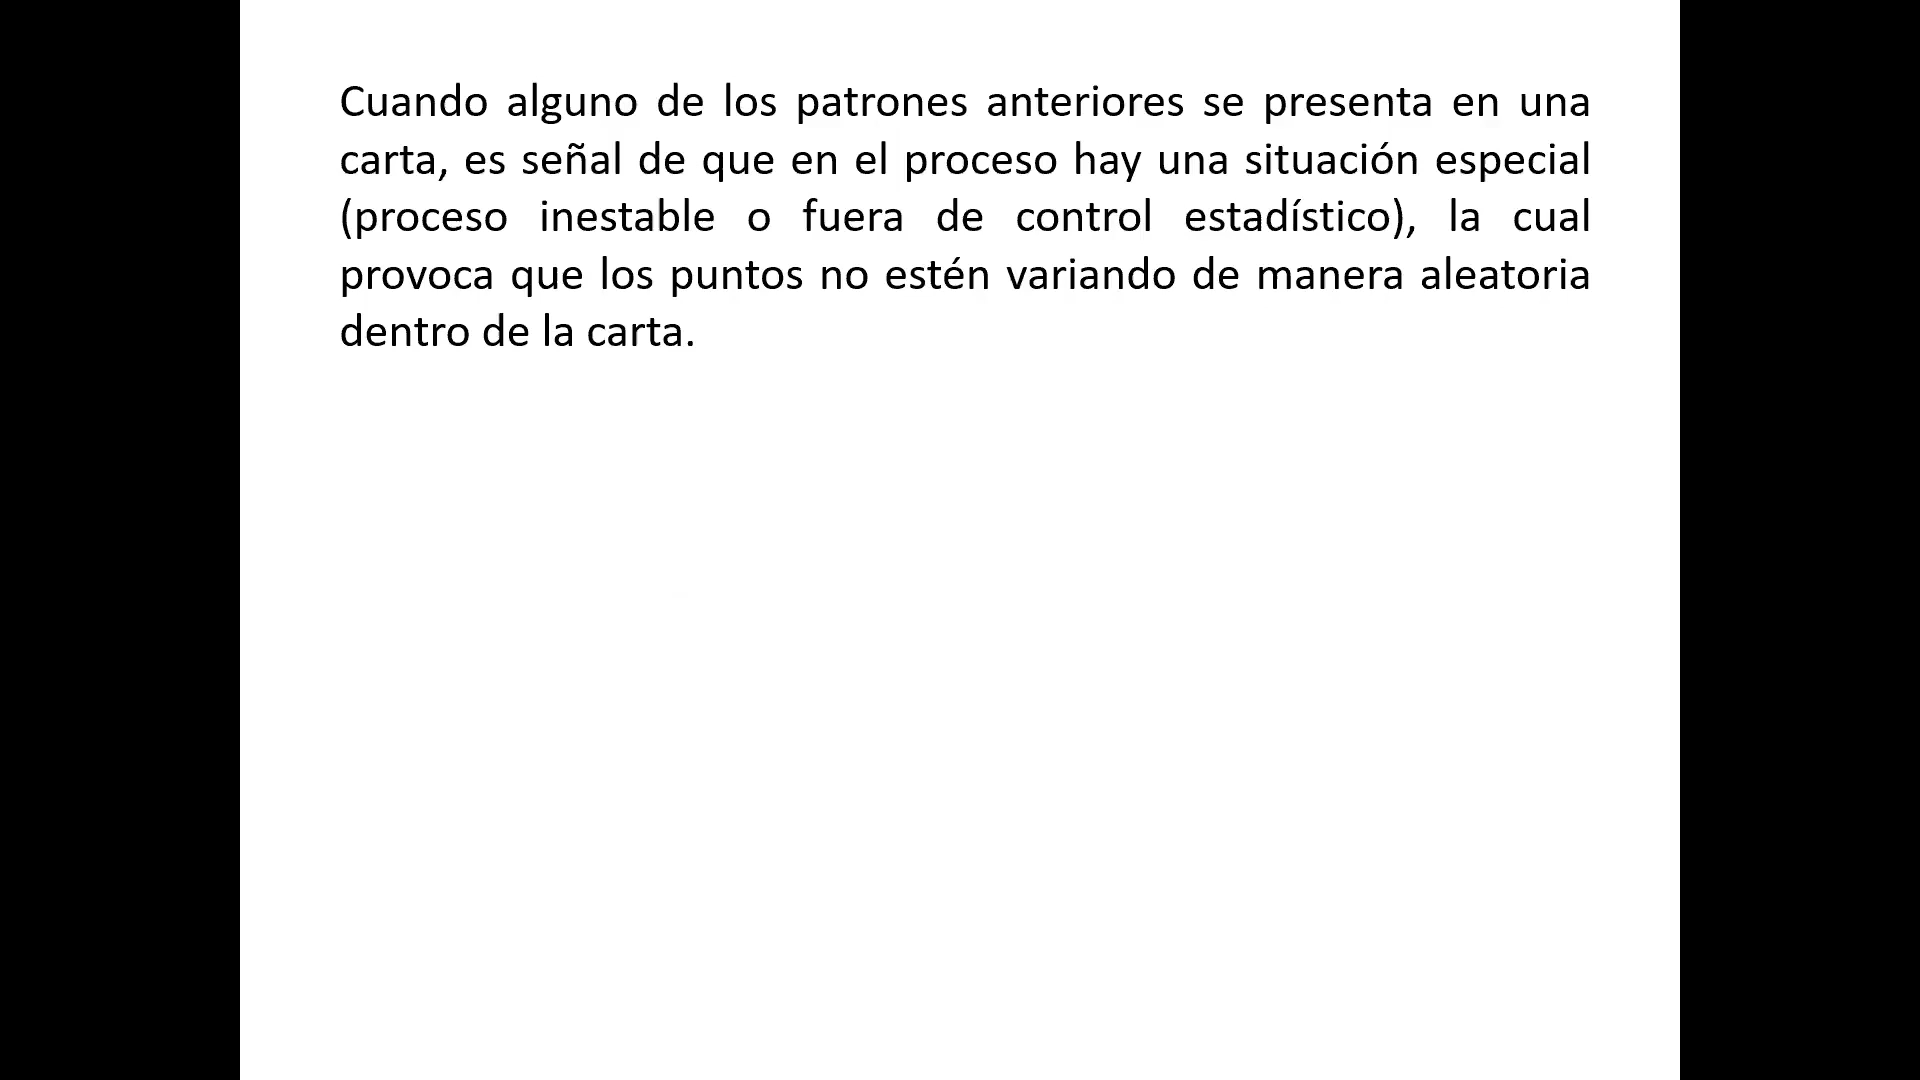 Cuando alguno de los patrones anteriores se presenta en una
carta, es señal de que en el proceso hay una situación especial
(proceso inestable o fuera de control estadístico), la cual
provoca que los puntos no estén variando de manera aleatoria
dentro de la carta.